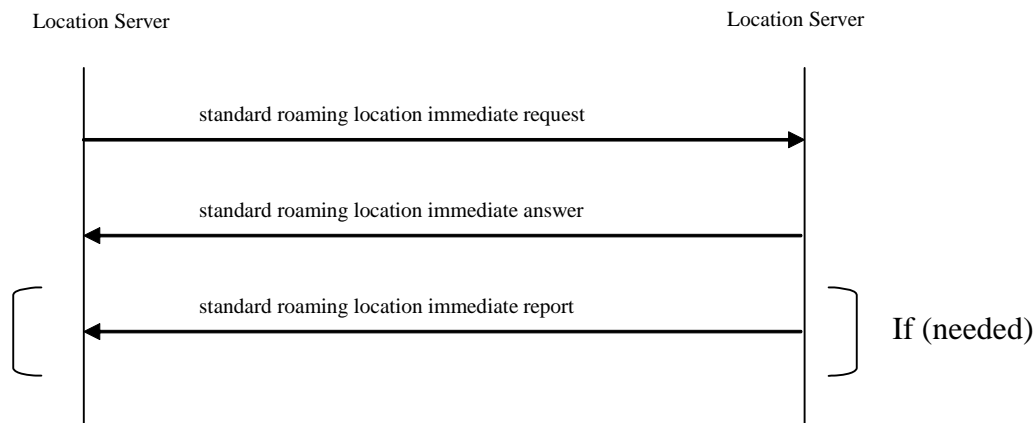 Location Server
Location Server
standard roaming location immediate request
standard roaming location immediate answer
standard roaming location immediate report
If (needed)